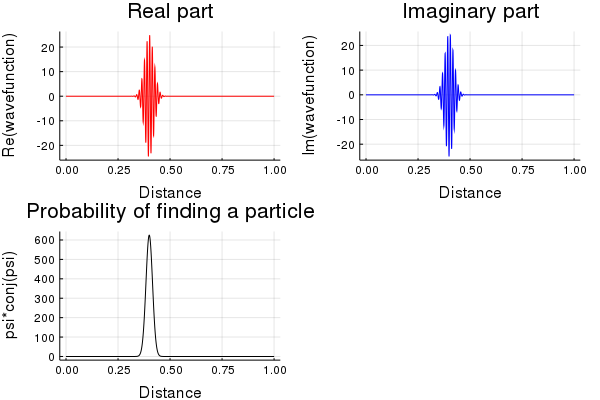 Real part
Re(wavefunction)
20
10
0
-10
-20
0.00 0.25 0.50 0.75 1.00
Distance
Imaginary part
Im(wavefunction)
20
10
0
-10
-20
0.00 0.25 0.50 0.75 1.00
Distance
Probability of finding a particle
psi*conj(psi)
600
500
400
300
200
100
0
0.00 0.25 0.50 0.75 1.00
Distance